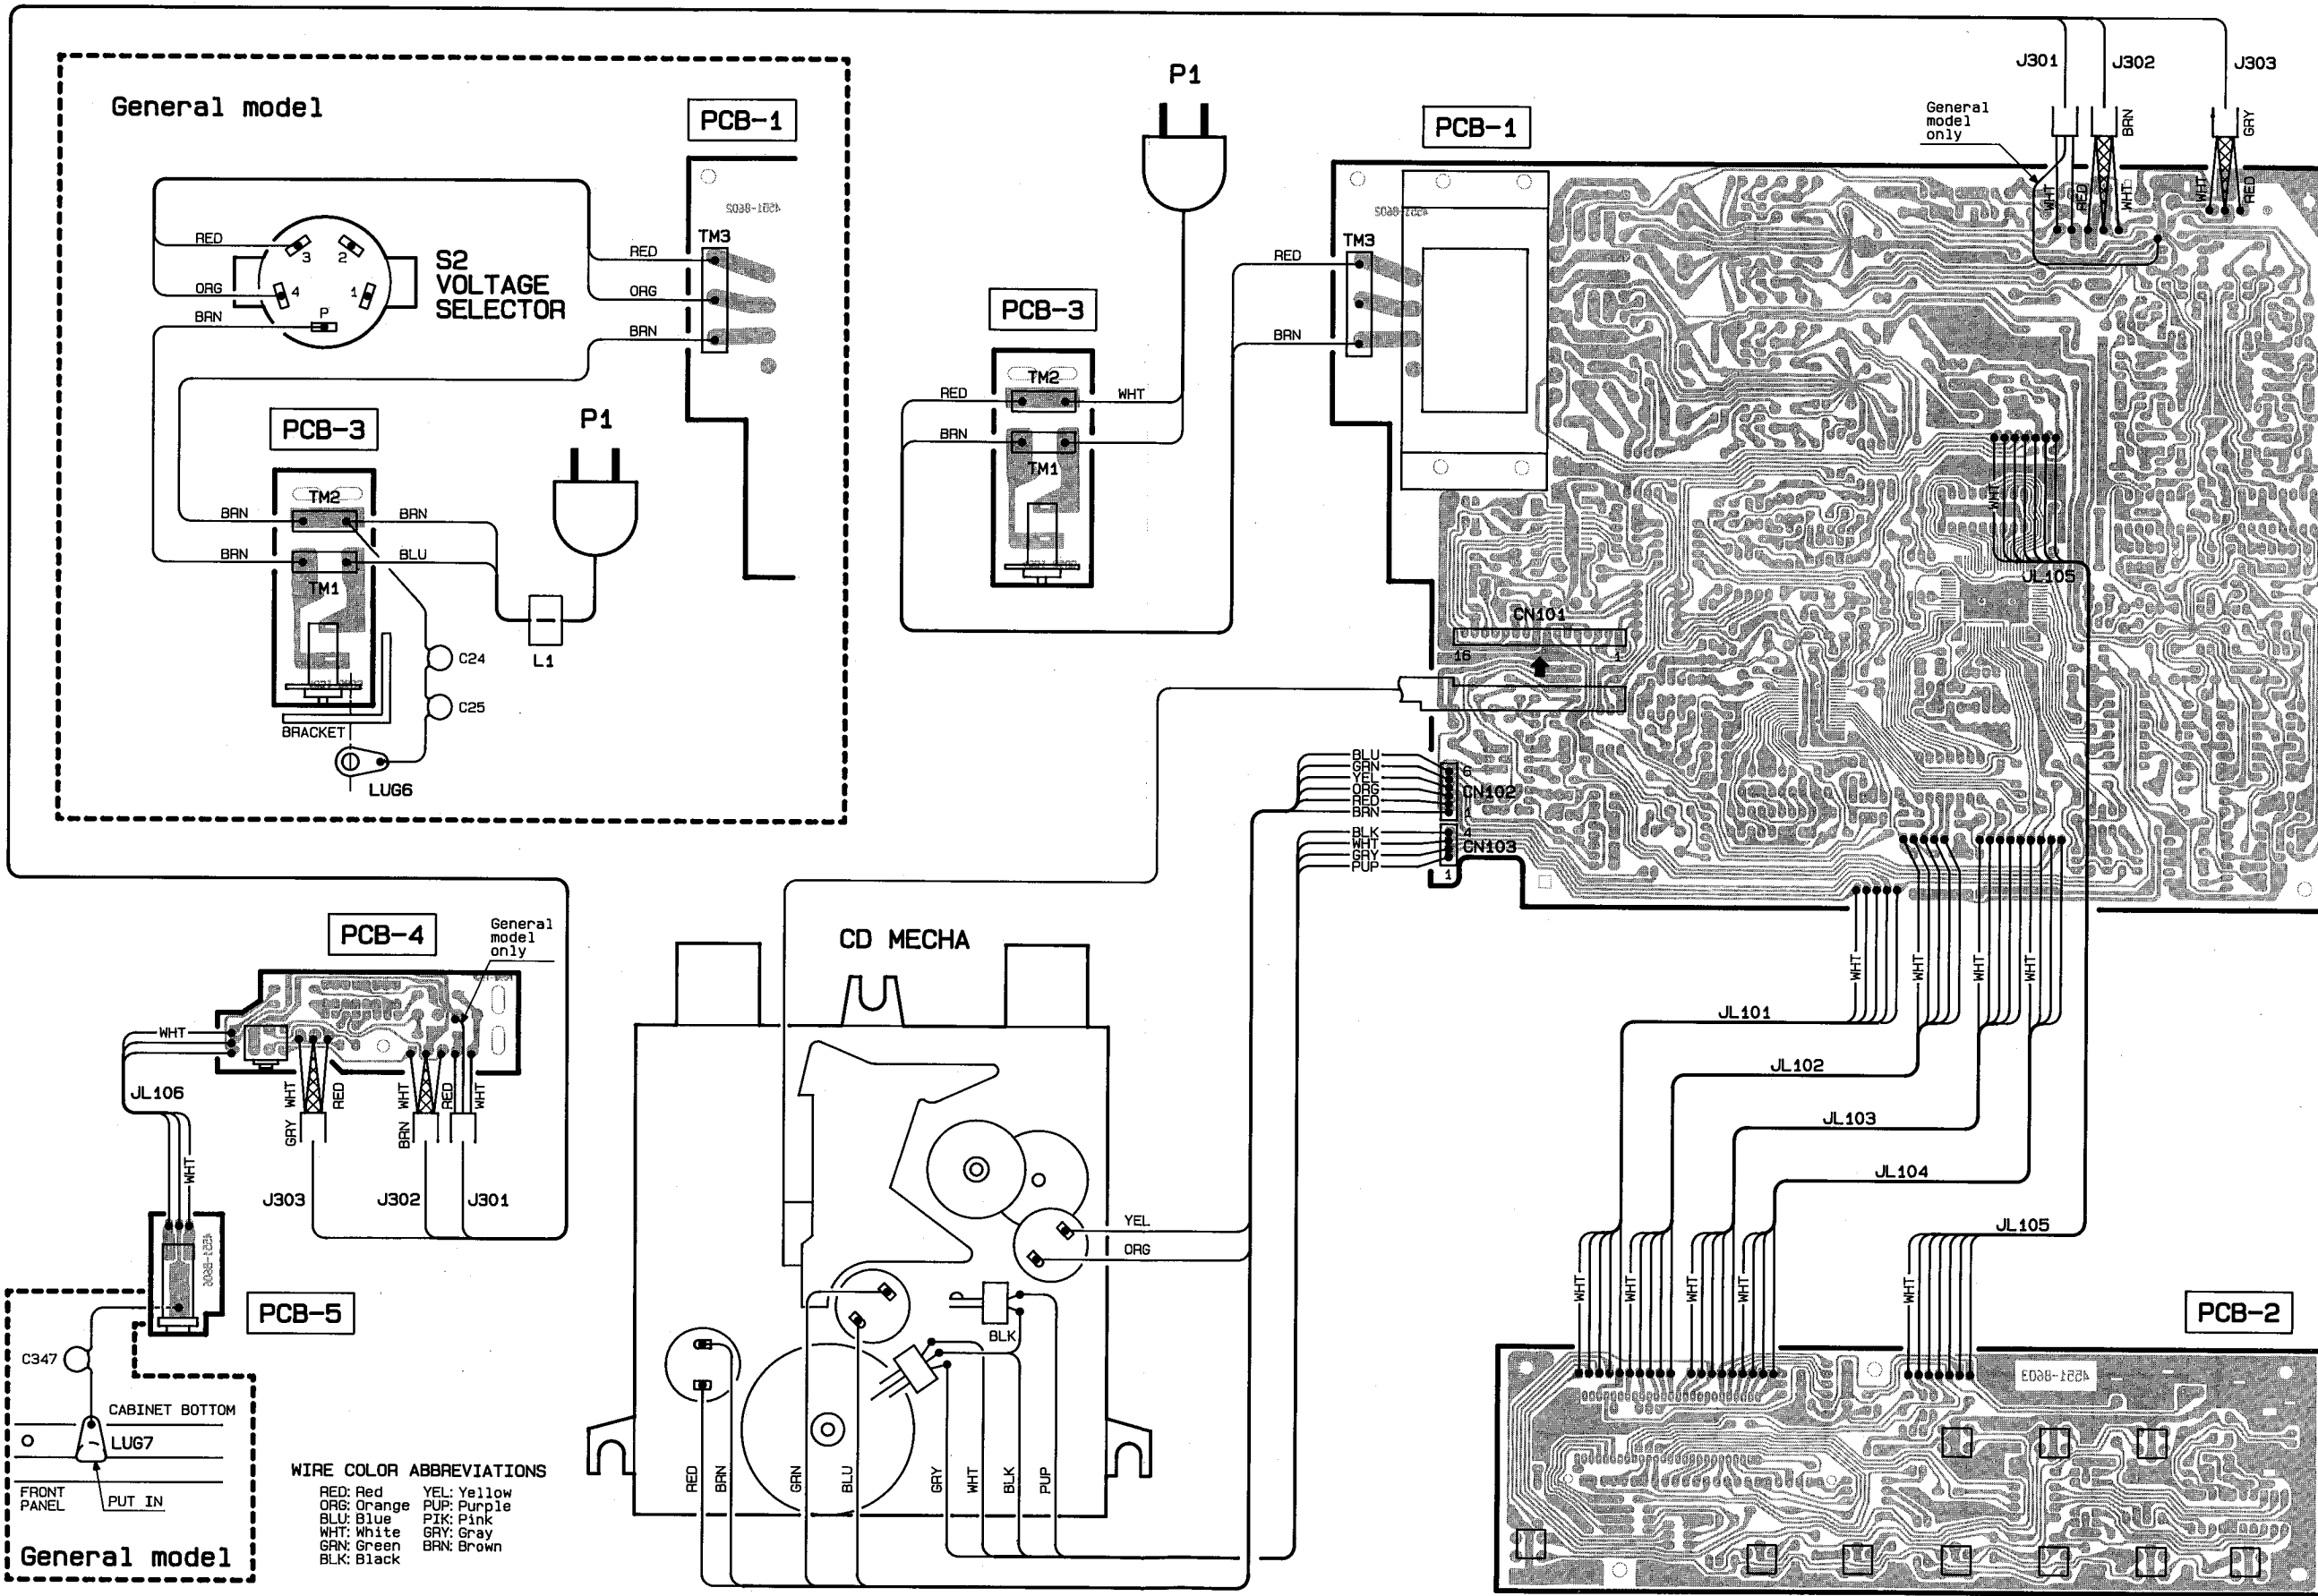 General model
PCB-1
4551-8602
TM3
RED
ORG
BRN
RED
ORG
BRN
3
2
4
1
P
S2
VOLTAGE
SELECTOR
PCB-3
P1
TM2
TM1
BRN
BRN
BRN
BLU
L1
C24
C25
BRACKET
LUG6
P1
PCB-3
TM2
TM1
RED
BRN
WHT
RED
BRN
PCB-1
4551-8602
TM3
General
model
only
J301
J302
J303
BRN
GRY
WHT
RED
WHT
WHT
RED
WHT
JL105
CN101
16
1
BLU
GRN
YEL
ORG
RED
BRN
6
CN102
1
BLK
WHT
GRY
PUP
4
CN103
1
WHT
WHT
WHT
WHT
JL101
JL102
JL103
JL104
JL105
WHT
WHT
WHT
WHT
WHT
PCB-2
4551-8603
PCB-4
General
model
only
WHT
JL106
WHT
WHT
RED
WHT
RED
WHT
GRY
BRN
J303
J302
J301
4551-8606
PCB-5
C347
CABINET BOTTOM
LUG7
FRONT
PANEL
PUT IN
General model
WIRE COLOR ABBREVIATIONS
RED: Red YEL: Yellow
ORG: Orange PUP: Purple
BLU: Blue PIK: Pink
WHT: White GRY: Gray
GRN: Green BRN: Brown
BLK: Black
CD MECHA
YEL
ORG
BLK
RED
BRN
GRN
BLU
GRY
WHT
BLK
PUP